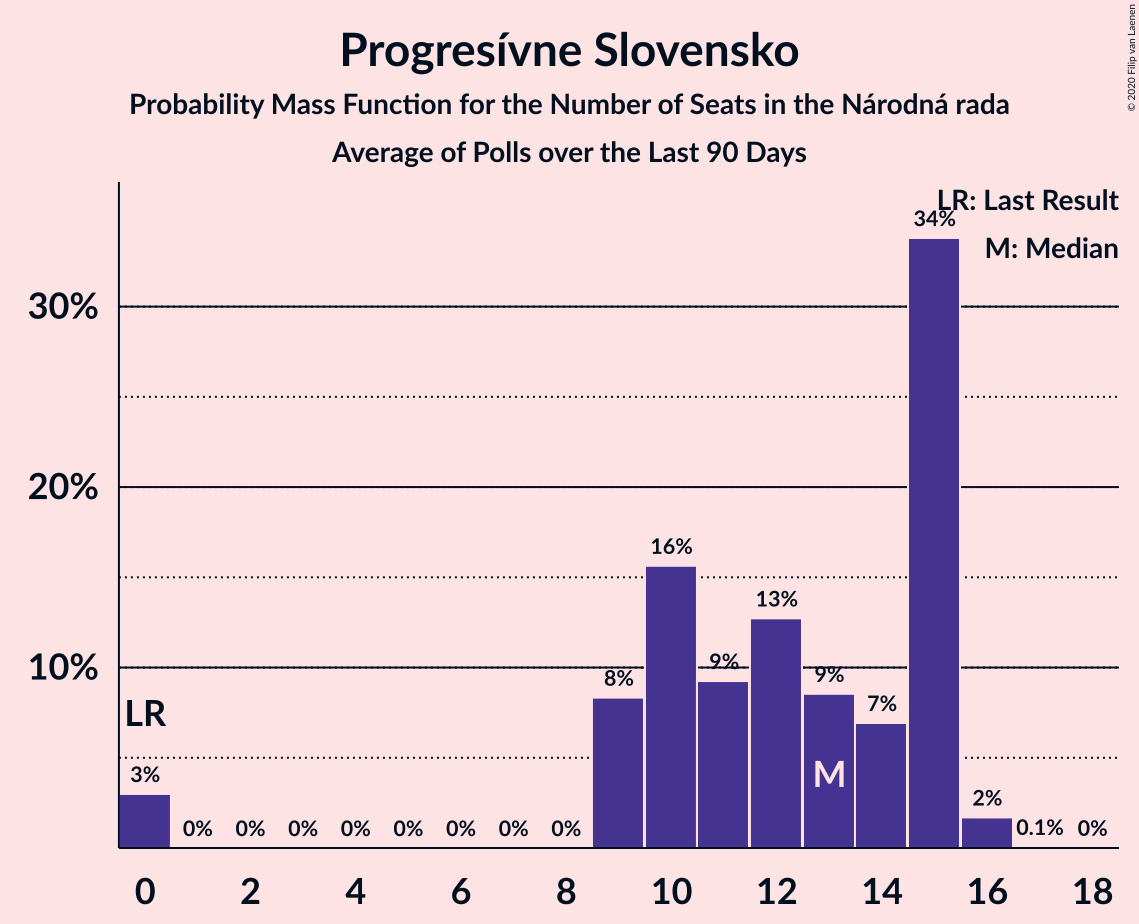 Progresívne Slovensko
Probability Mass Function for the Number of Seats in the Národná rada
Average of Polls over the Last 90 Days
© 2020 Filip van Laenen
LR: Last Result
M: Median
30%
20%
10%
LR
3%
0%
0%
0%
0%
0%
0%
0%
0%
8%
16%
9%
13%
9%
M
7%
34%
2%
0.1%
0%
0 2 4 6 8 10 12 14 16 18